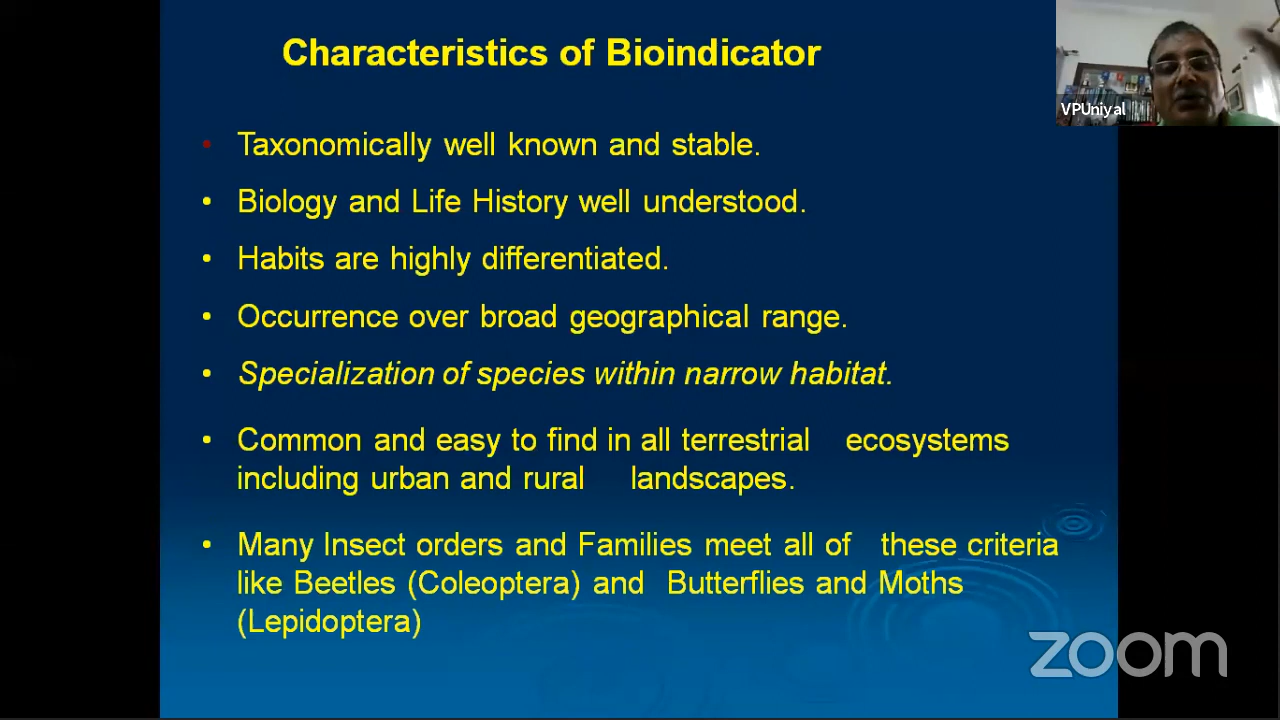 Characteristics of Bioindicator
VPUniyal
• Taxonomically well known and stable.
• Biology and Life History well understood.
• Habits are highly differentiated.
• Occurrence over broad geographical range.
• Specialization of species within narrow habitat.
• Common and easy to find in all terrestrial ecosystems
including urban and rural landscapes.
• Many Insect orders and Families meet all of these criteria
like Beetles (Coleoptera) and Butterflies and Moths
(Lepidoptera)
zoom